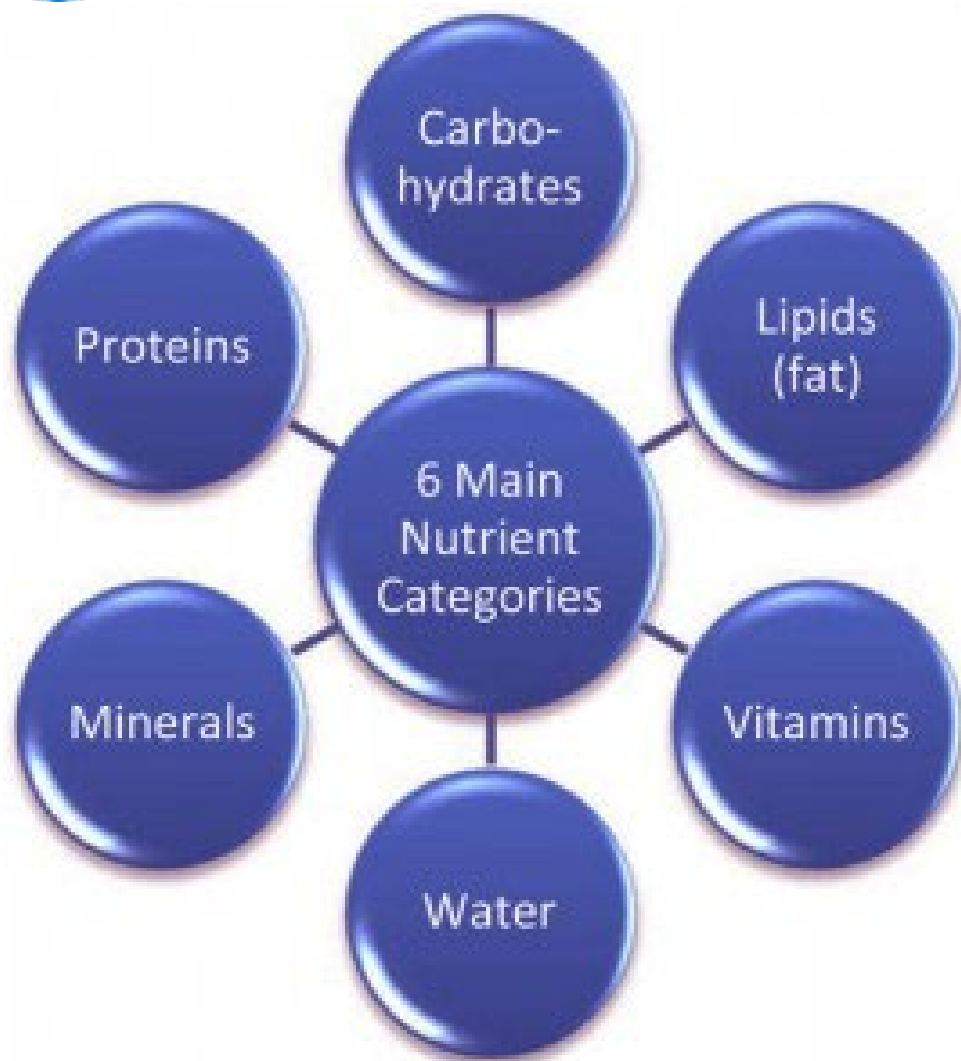 Carbo-
hydrates
Lipids
(fat)
Proteins
6 Main
Nutrient
Categories
Minerals
Vitamins
Water